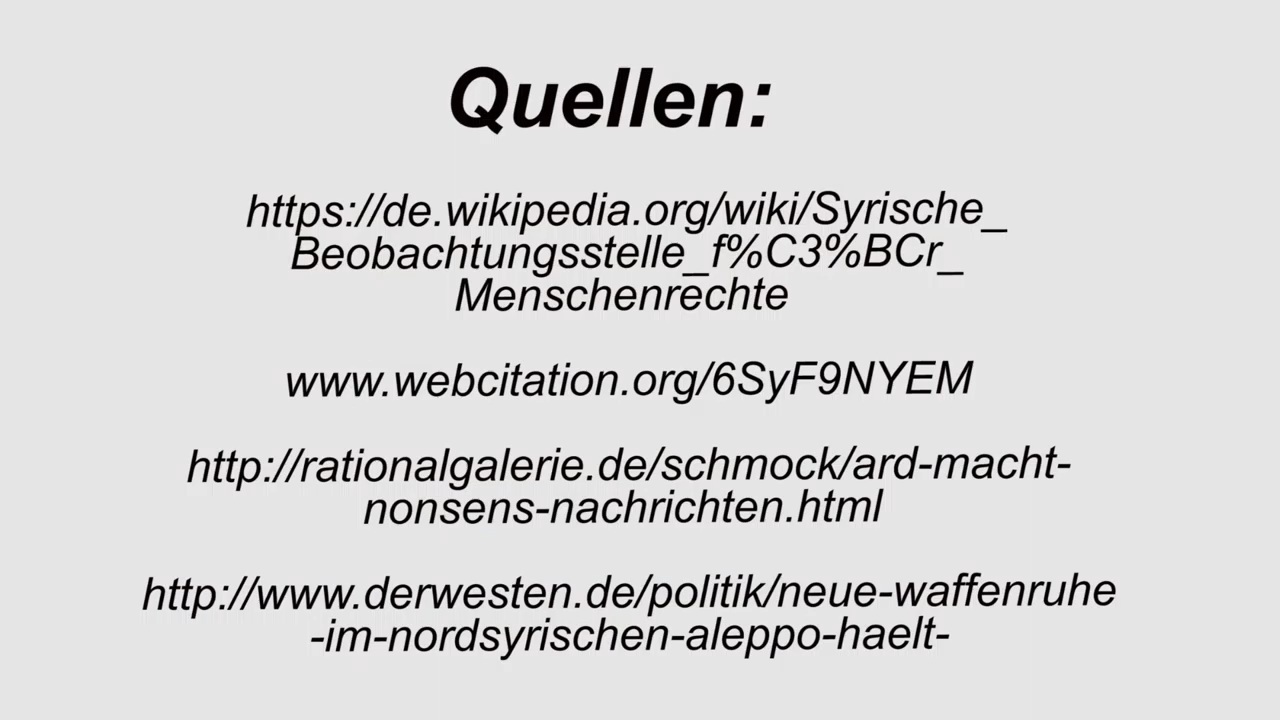 Quellen:
https://de.wikipedia.org/wiki/Syrische_
Beobachtungsstelle_f%C3%BCr_
Menschenrechte
www.webcitation.org/6SyF9NYEM
http://rationalgalerie.de/schmock/ard-macht-
nonsens-nachrichten.html
http://www.derwesten.de/politik/neue-waffenruhe
-im-nordsyrischen-aleppo-haelt-